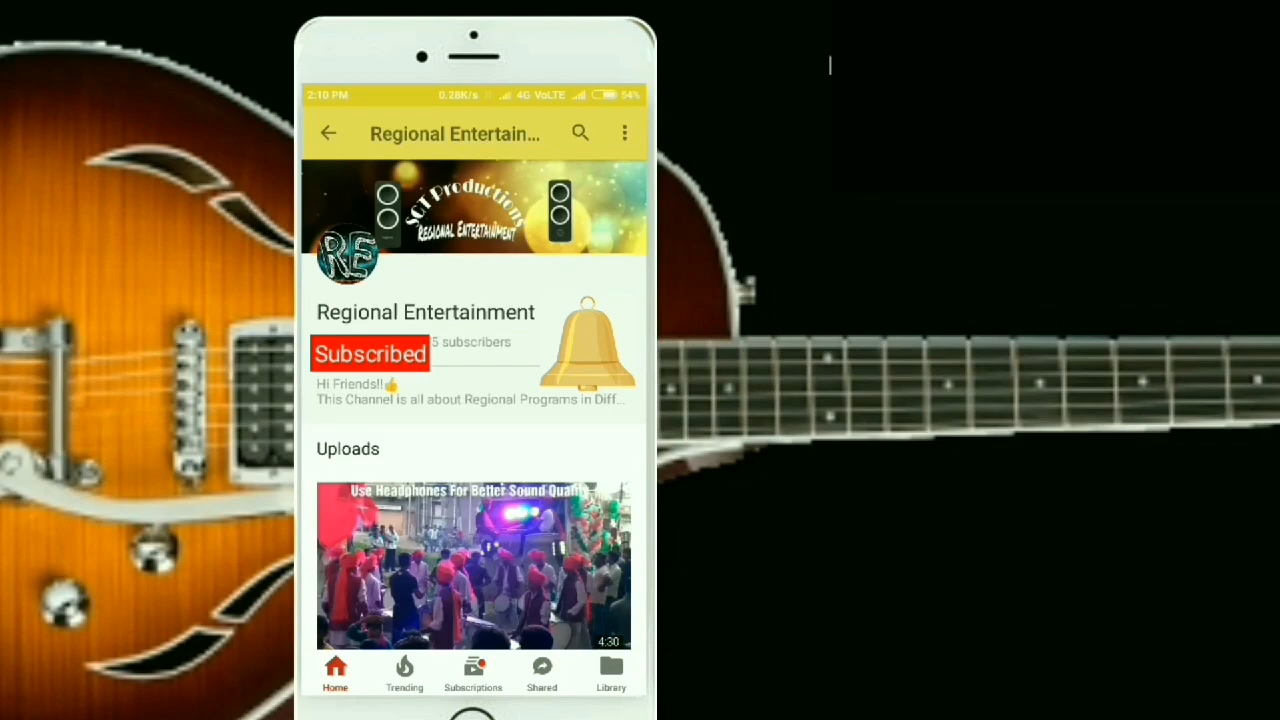 2:10 PM 0.28K/s 4G VoLTE 54%
Regional Entertain...
SGT Productions
REGIONAL ENTERTAINMENT
RE
Regional Entertainment
Subscribed 5 subscribers
Hi Friends!!👍
This Channel is all about Regional Programs in Diff...
Uploads
Use Headphones For Better Sound Quality
4:30
Home Trending Subscriptions Shared Library